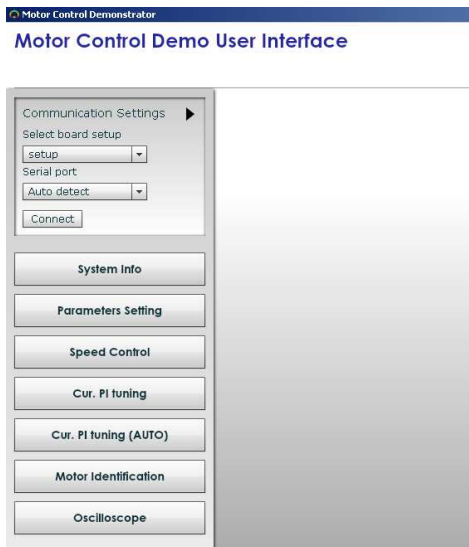 Motor Control Demonstrator
Motor Control Demo User Interface
Communication Settings
Select board setup
setup
Serial port
Auto detect
Connect
System Info
Parameters Setting
Speed Control
Cur. PI tuning
Cur. PI tuning (AUTO)
Motor Identification
Oscilloscope